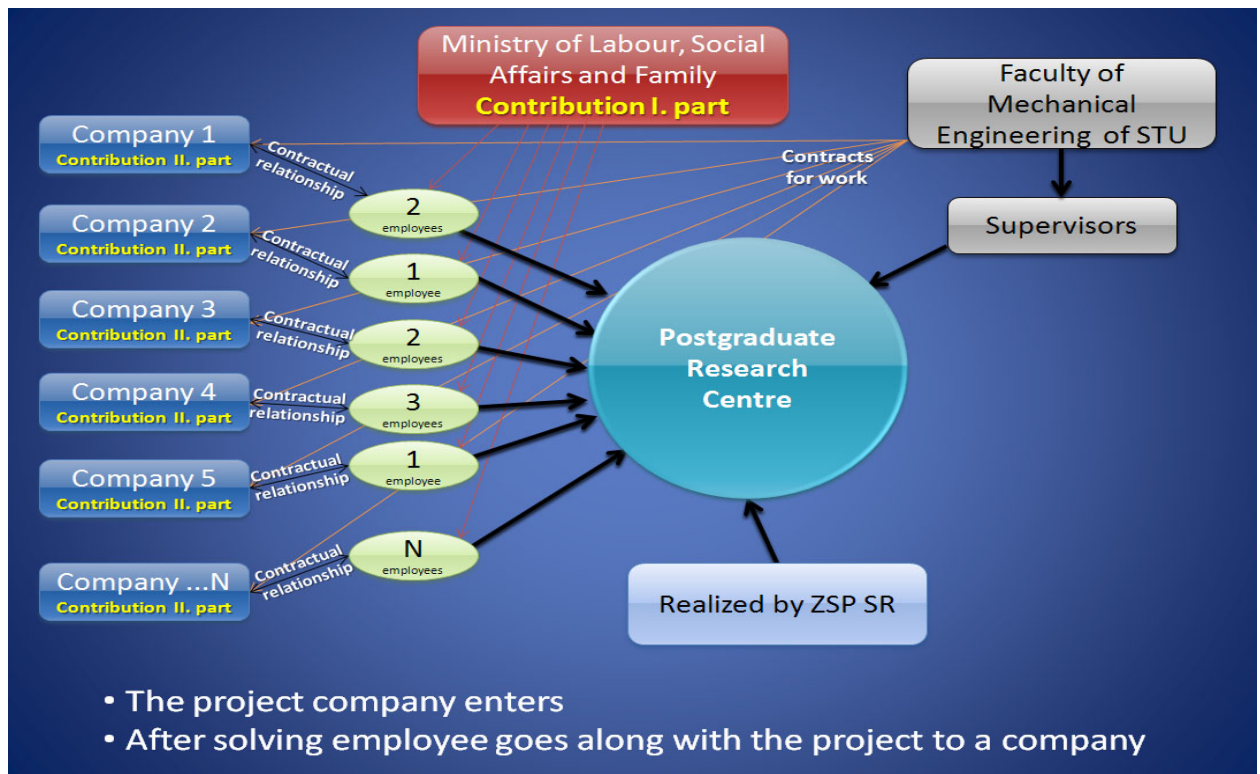 Ministry of Labour, Social
Affairs and Family
Contribution I. part
Faculty of
Mechanical
Engineering of STU
Supervisors
Contracts
for work
Company 1
Contribution II. part
Contractual
relationship
2
employees
Company 2
Contribution II. part
Contractual
relationship
1
employee
Company 3
Contribution II. part
Contractual
relationship
2
employees
Company 4
Contribution II. part
Contractual
relationship
3
employees
Company 5
Contribution II. part
Contractual
relationship
1
employee
Company ...N
Contribution II. part
Contractual
relationship
N
employees
Postgraduate
Research
Centre
Realized by ZSP SR
• The project company enters
• After solving employee goes along with the project to a company